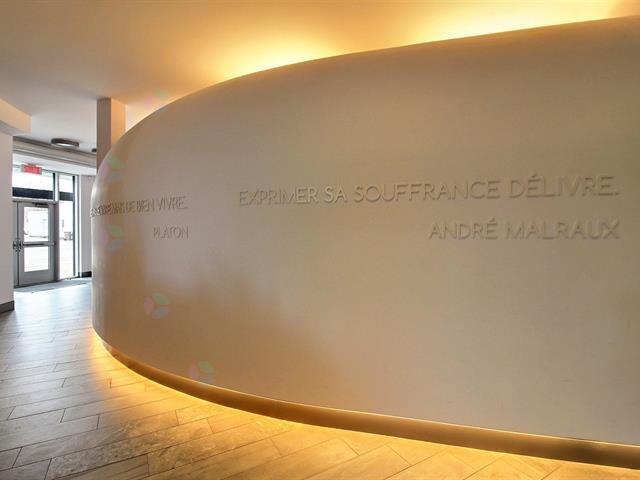 DE BIEN VIVRE.
PLATON
EXPRIMER SA SOUFFRANCE DÉLIVRE.
ANDRÉ MALRAUX